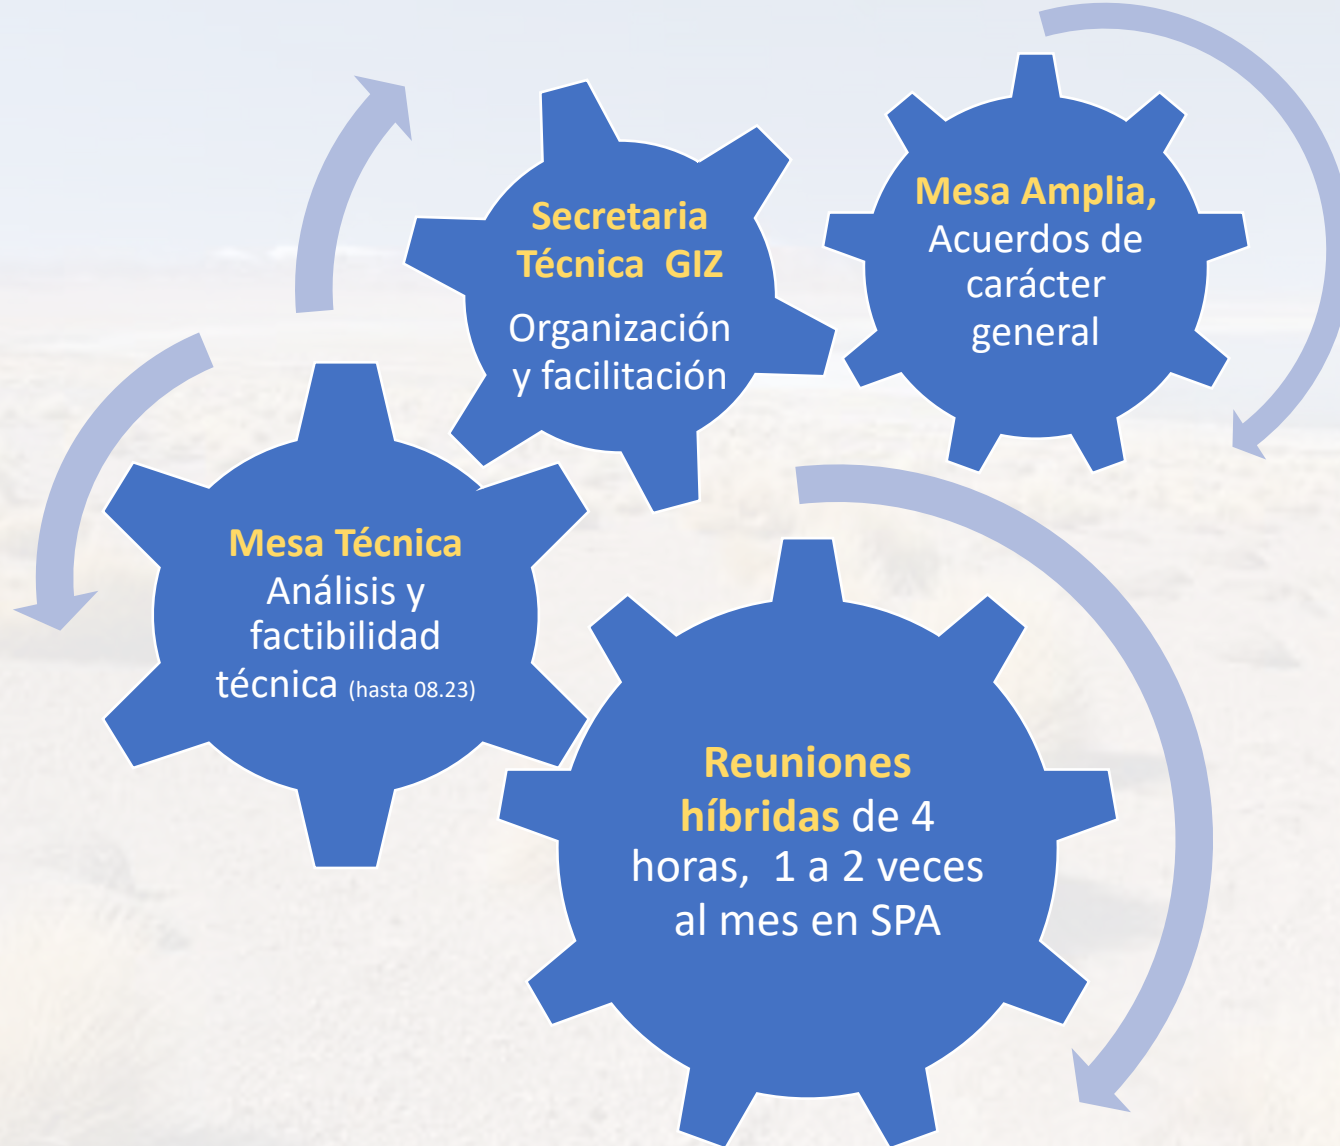 Secretaria
Técnica GIZ
Organización
y facilitación
Mesa Amplia,
Acuerdos de
carácter
general
Mesa Técnica
Análisis y
factibilidad
técnica (hasta 08.23)
Reuniones
híbridas de 4
horas, 1 a 2 veces
al mes en SPA